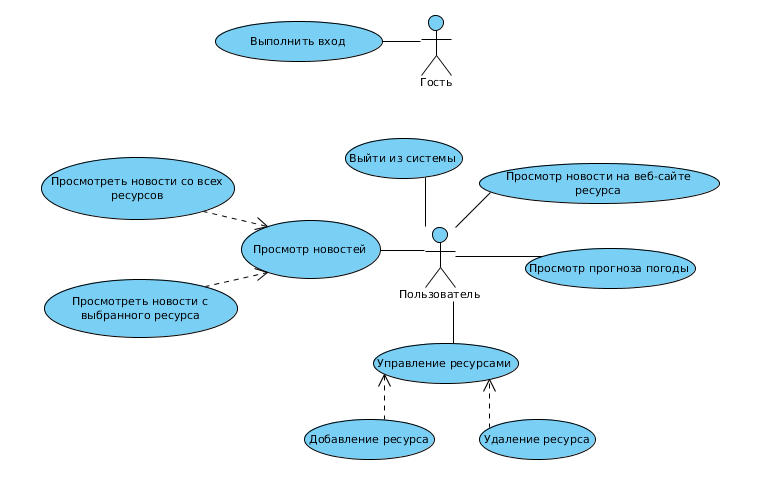 Выполнить вход
Гость
Выйти из системы
Просмотр новости на веб-сайте
ресурса
Просмотреть новости со всех
ресурсов
Просмотр новостей
Просмотр прогноза погоды
Пользователь
Просмотреть новости с
выбранного ресурса
Управление ресурсами
Добавление ресурса
Удаление ресурса